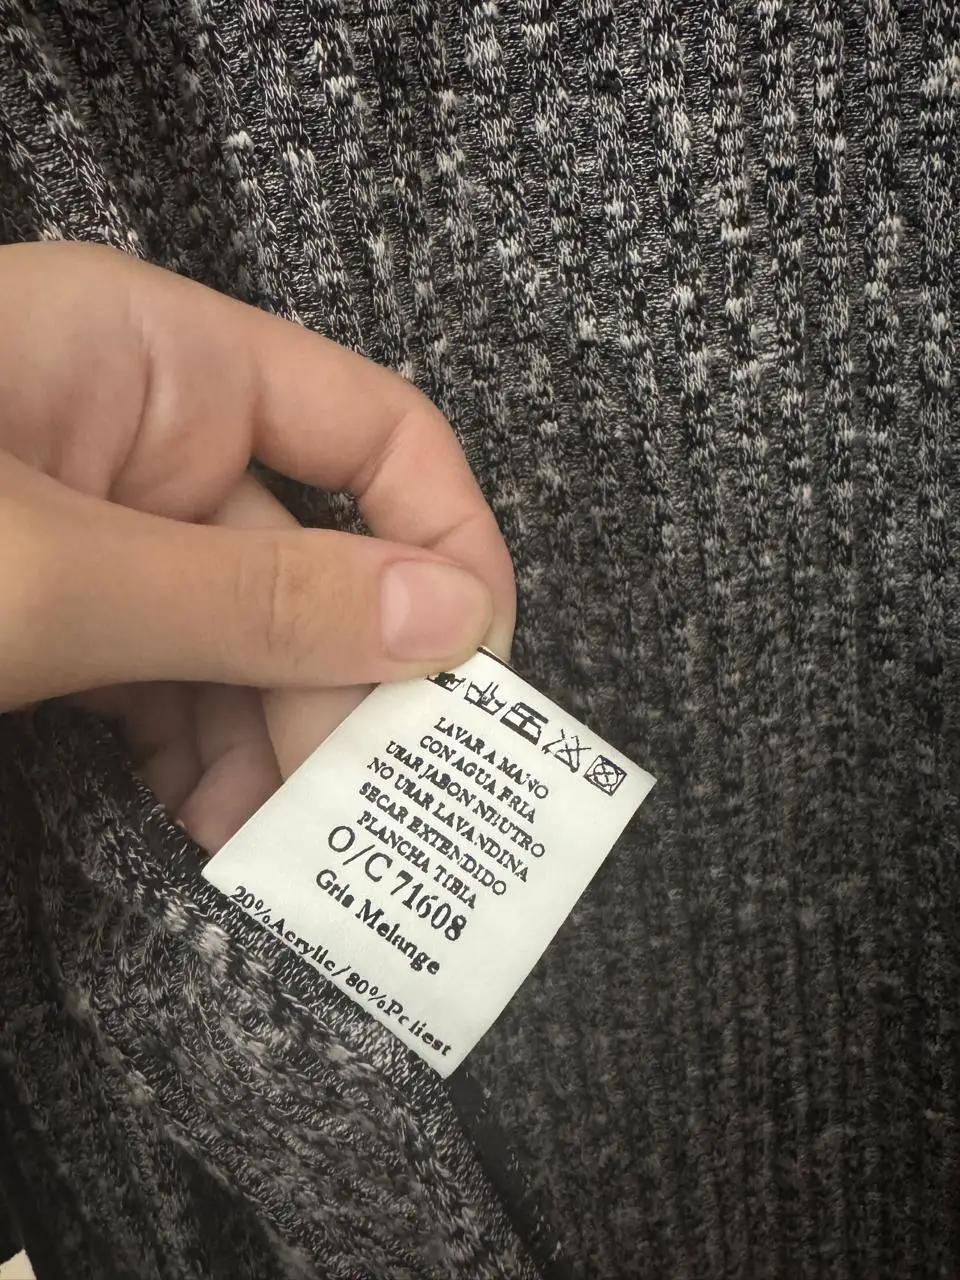 LAVAR A MANO
CON AGUA FRIA
USAR JABON NEUTRO
NO USAR LAVANDINA
SECAR EXTENDIDO
PLANCHA TIBIA
O/C 71608
Gris Melange
20%Acrylic/80%Poliest